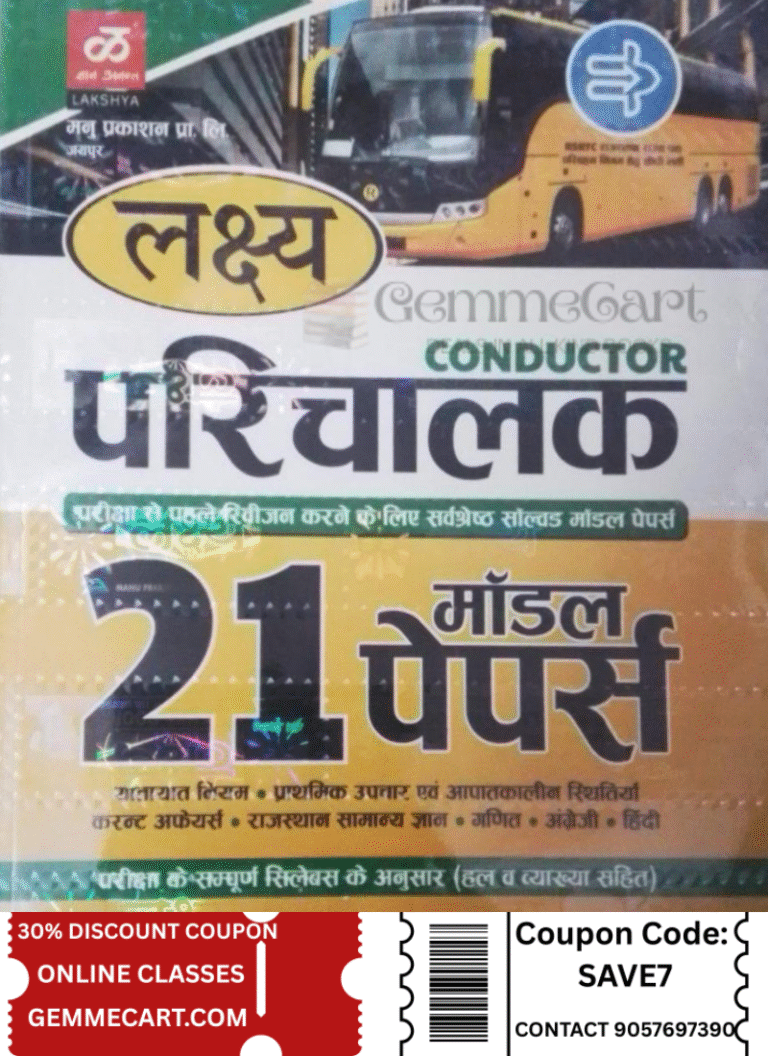 ळ
ज्ञान अनन्त
LAKSHYA
मनु प्रकाशन प्रा. लि.
जयपुर
लक्ष्य ®
GemmeCart
CONDUCTOR
परिचालक
परीक्षा से पहले रिवीजन करने के लिए सर्वश्रेष्ठ सॉल्वड मॉडल पेपर्स
21
मॉडल
पेपर्स
यातायात नियम • प्राथमिक उपचार एवं आपातकालीन स्थितियां
करन्ट अफेयर्स • राजस्थान सामान्य ज्ञान • गणित • अंग्रेजी • हिंदी
परीक्षा के सम्पूर्ण सिलेबस के अनुसार (हल व व्याख्या सहित)
30% DISCOUNT COUPON
ONLINE CLASSES
GEMMECART.COM
Coupon Code:
SAVE7
CONTACT 9057697390